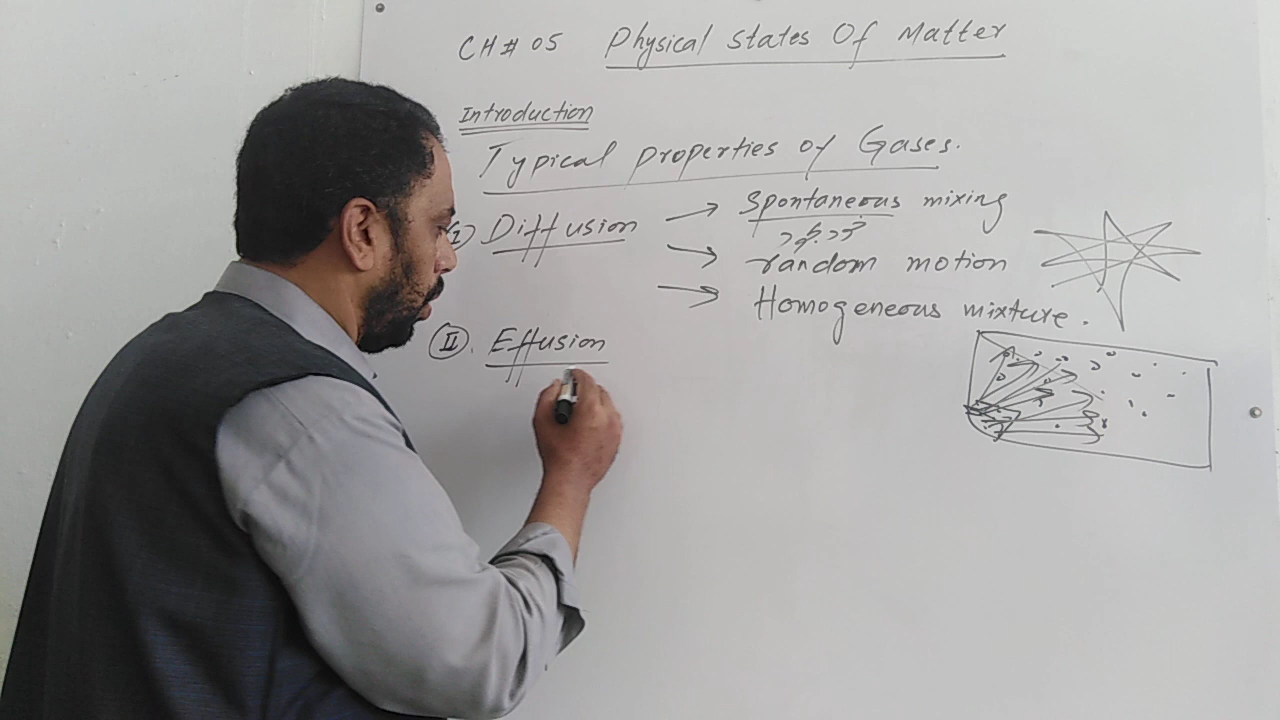 CH# 05 Physical States Of Matter
Introduction
Typical properties of Gases.
(I) Diffusion → Spontaneous mixing
→ random motion
→ Homogeneous mixture.
(II). Effusion